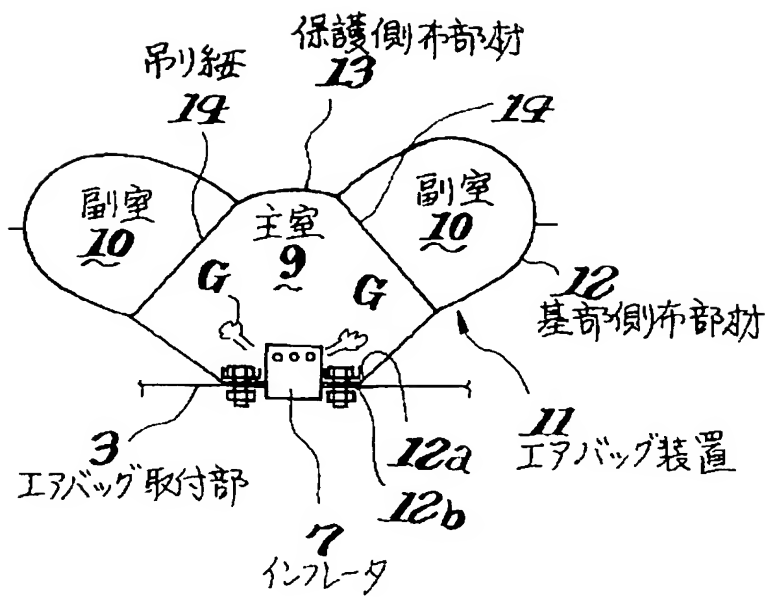 保護側布部材
13
吊り紐
14
14
副室
10
主室
9
副室
10
G
G
12
基部側布部材
3
エアバッグ取付部
12a
12b
11
エアバッグ装置
7
インフレータ